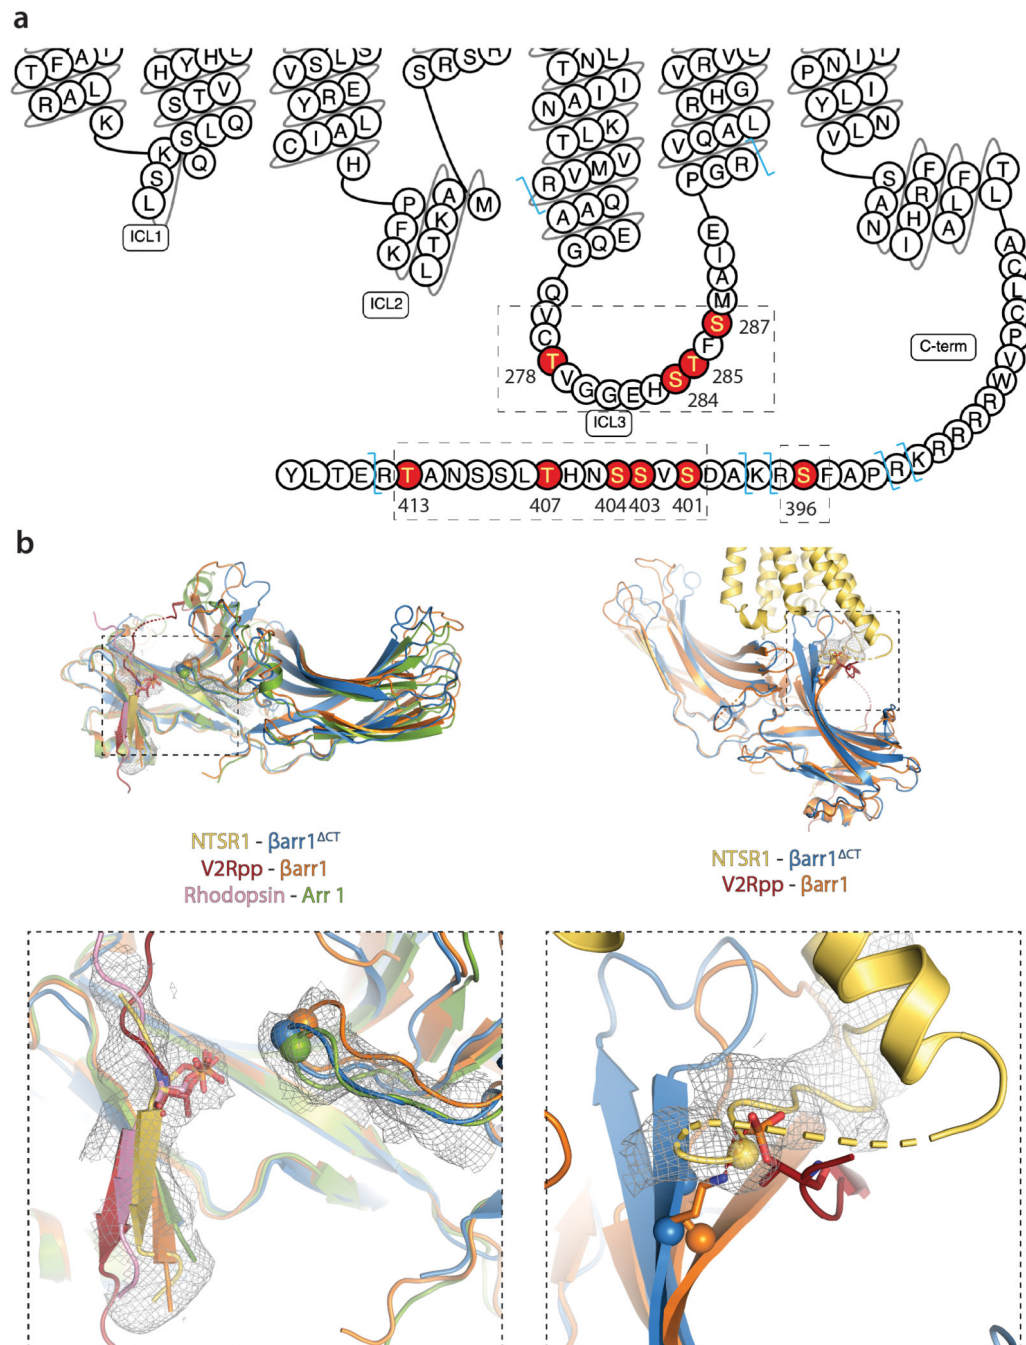 a
T F A
R A L
K
H Y H L
S T V
K S L Q
S Q
L
ICL1
V S L S
Y R E
C I A L
H
S R S R
P A M
F K
K T
L
ICL2
T N L
N A I I
T L K
R V M V
A A Q
G Q E
Q
V
C
T
V G G E H S T F S
M
A
I
E
278
284
285
287
ICL3
V R V L
R H G
V Q A L
P G R
P N I I
Y L I
V L N
S F F T
A R L L
N H A
I
A
C
L
C
P
V
W
R
R
R
R
K
C-term
Y L T E R T A N S S L T H N S S V S D A K R S F A P R
413 407 404 403 401 396
b
NTSR1 - βarr1ΔCT
V2Rpp - βarr1
Rhodopsin - Arr 1
NTSR1 - βarr1ΔCT
V2Rpp - βarr1